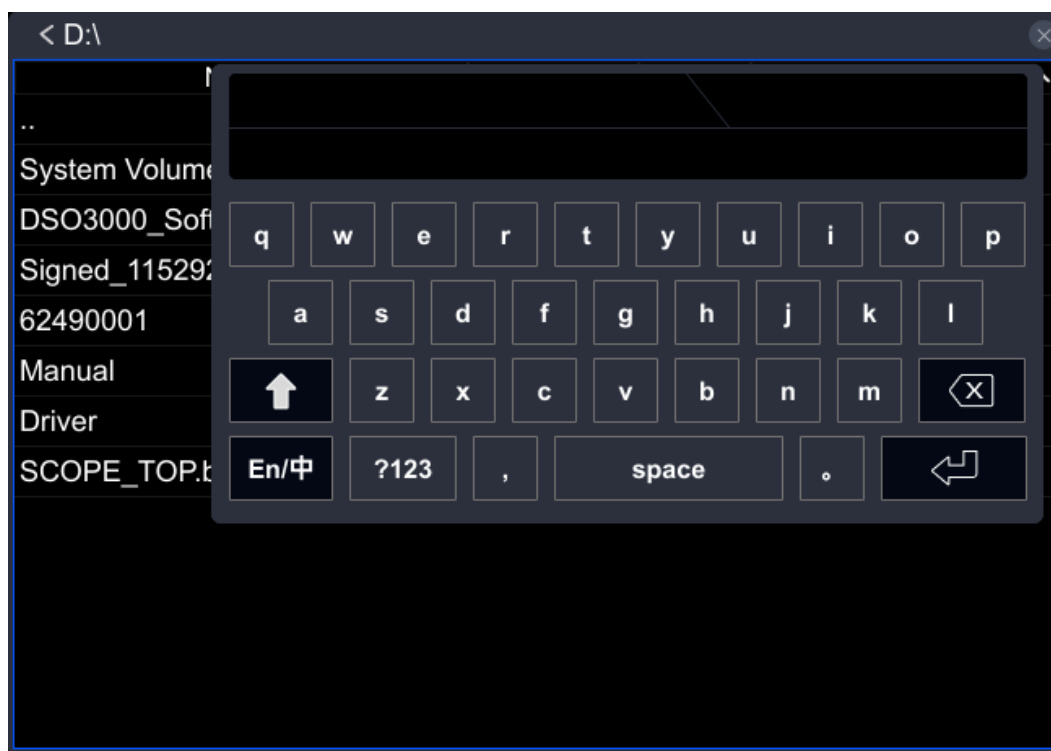 < D:\
..
System Volume
DSO3000_Soft
Signed_115292
62490001
Manual
Driver
SCOPE_TOP.b
q w e r t y u i o p
a s d f g h j k l
z x c v b n m
En/中 ?123 , space 。